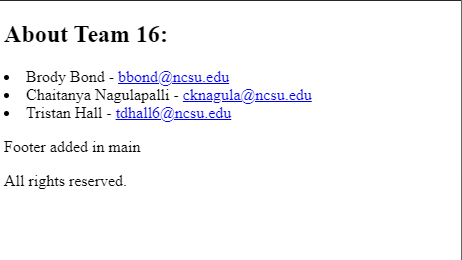 About Team 16:
• Brody Bond - bbond@ncsu.edu
• Chaitanya Nagulapalli - cknagula@ncsu.edu
• Tristan Hall - tdhall6@ncsu.edu
Footer added in main
All rights reserved.